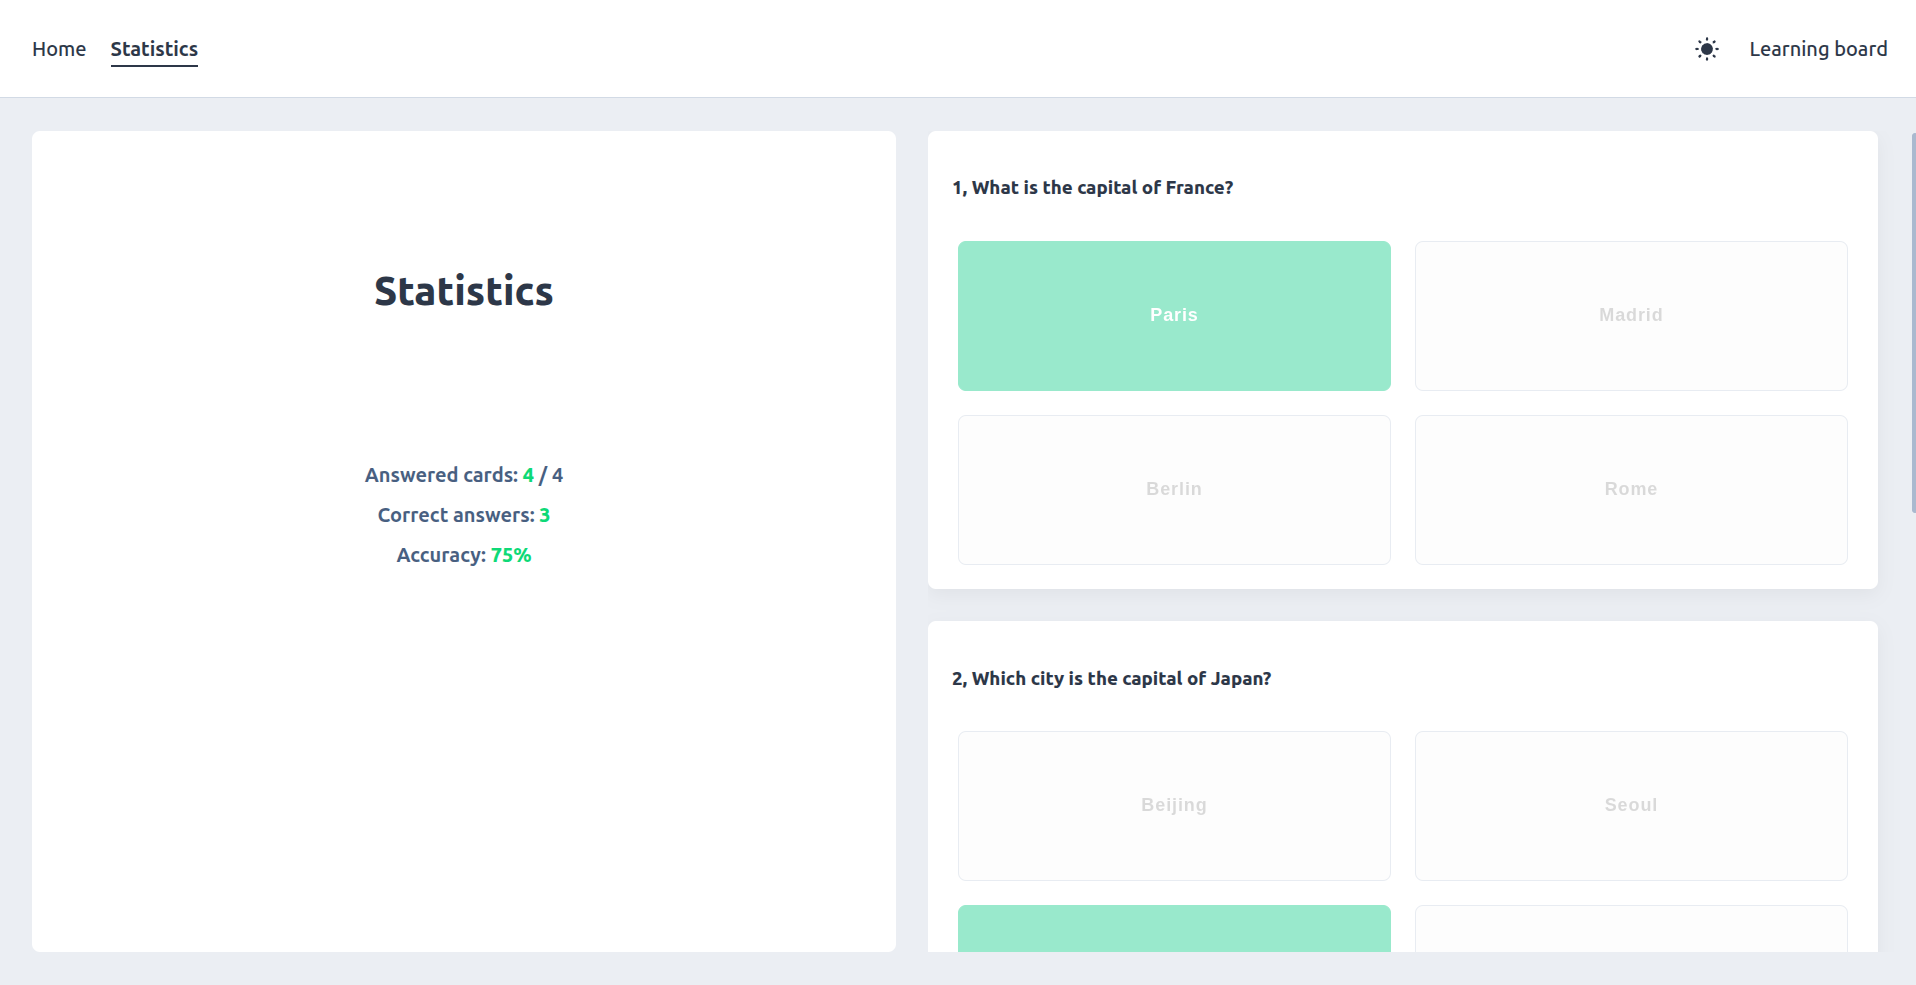 Home Statistics Learning board
Statistics
Answered cards: 4 / 4
Correct answers: 3
Accuracy: 75%
1, What is the capital of France?
Paris Madrid
Berlin Rome
2, Which city is the capital of Japan?
Beijing Seoul